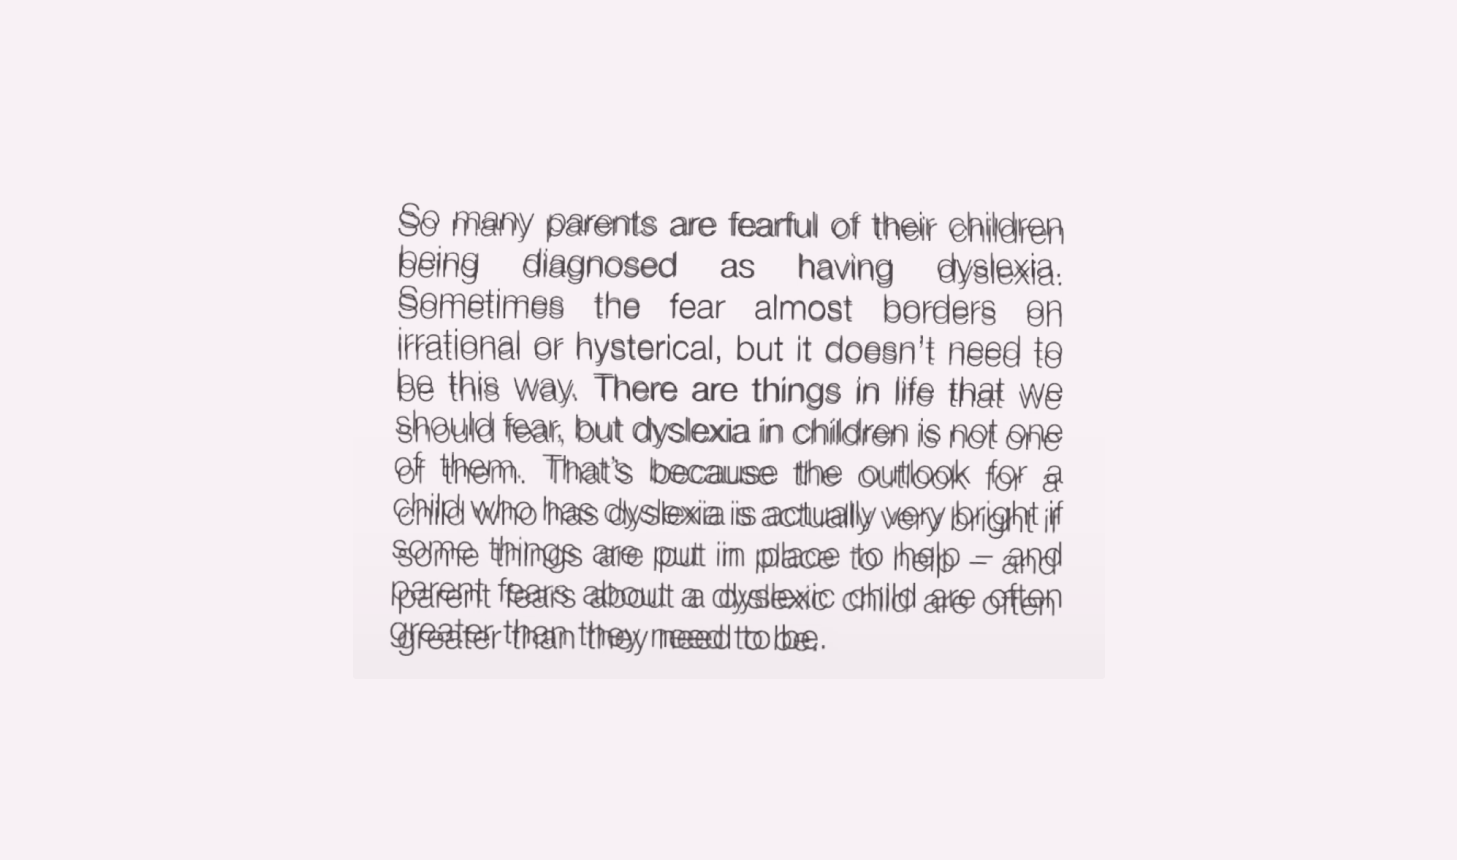 So many parents are fearful of their children
being diagnosed as having dyslexia.
Sometimes the fear almost borders on
irrational or hysterical, but it doesn't need to
be this way. There are things in life that we
should fear, but dyslexia in children is not one
of them. That's because the outlook for a
child who has dyslexia is actually very bright if
some things are put in place to help – and
parent fears about a dyslexic child are often
greater than they need to be.